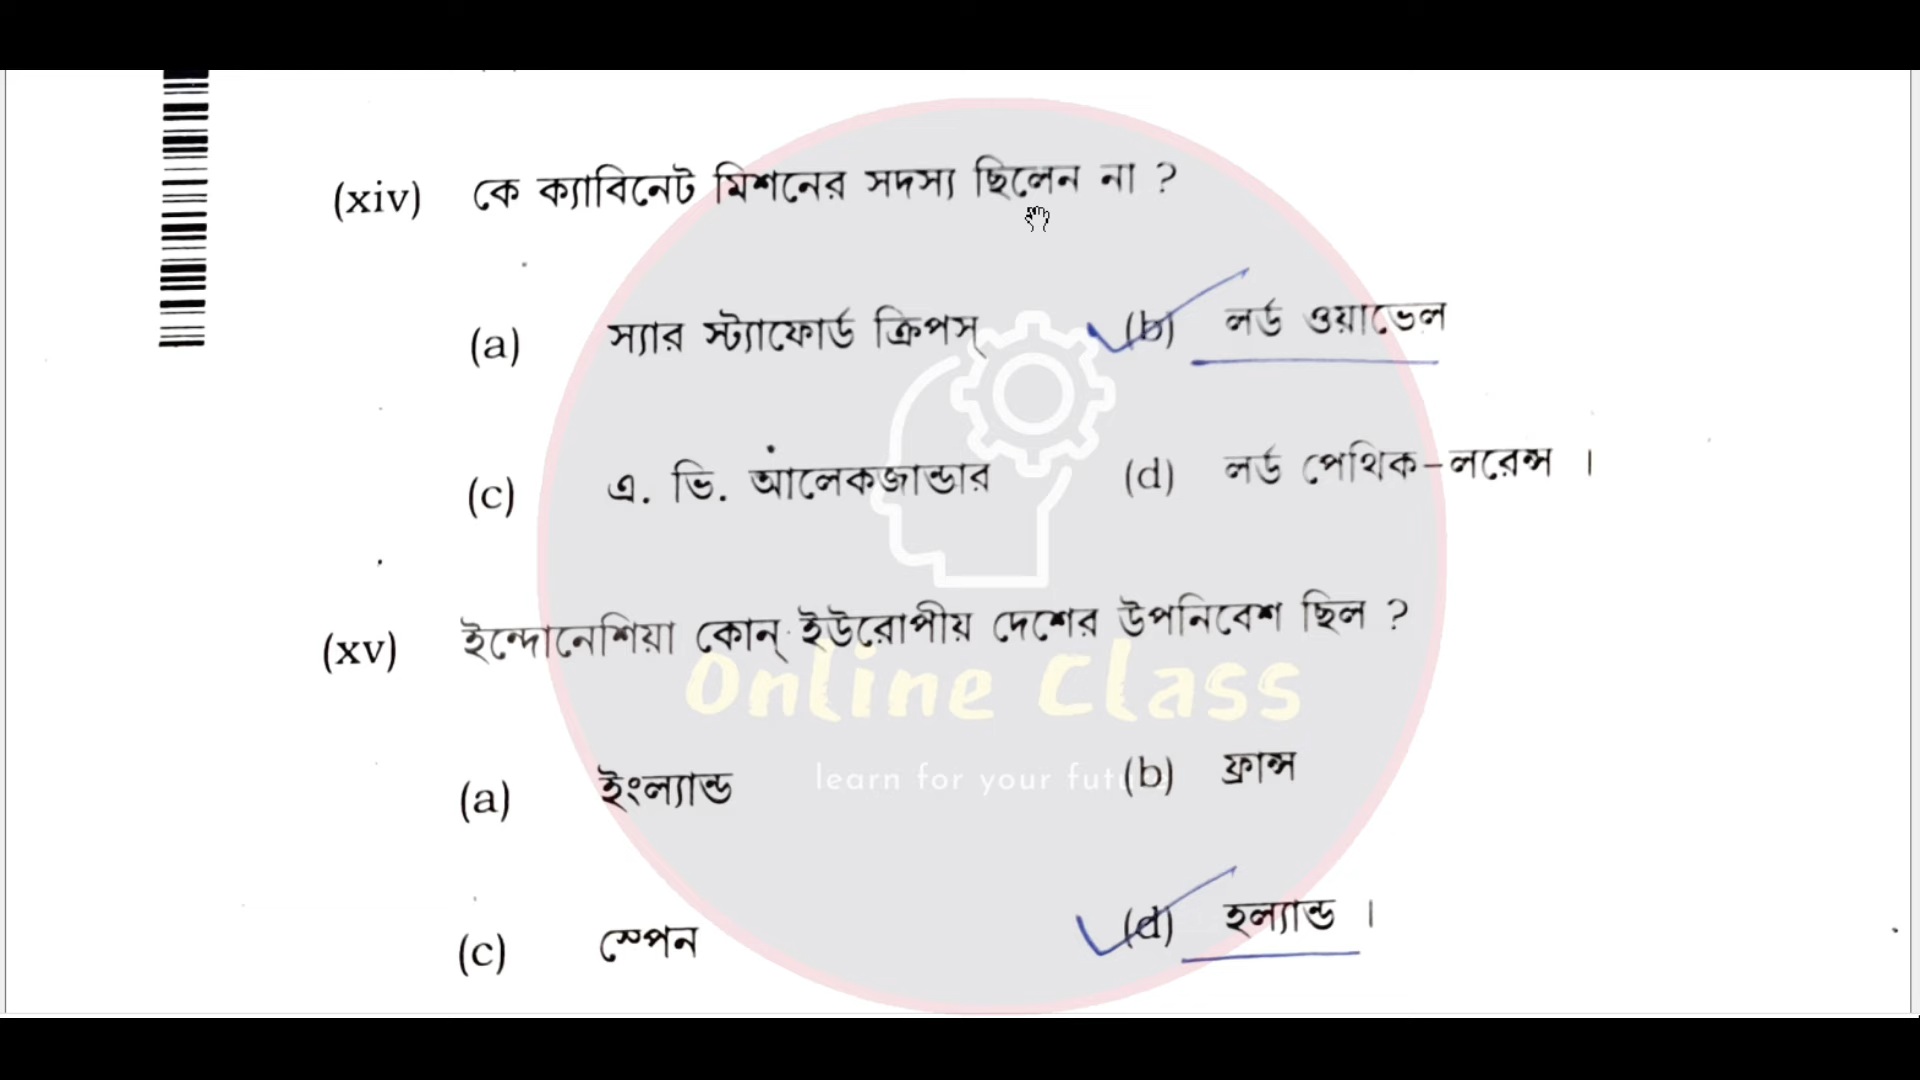 (xiv) কে ক্যাবিনেট মিশনের সদস্য ছিলেন না ?
(a) স্যার স্ট্যাফোর্ড ক্রিপস্ (b) লর্ড ওয়াভেল
(c) এ. ভি. আলেকজান্ডার (d) লর্ড পেথিক-লরেন্স ।
(xv) ইন্দোনেশিয়া কোন্ ইউরোপীয় দেশের উপনিবেশ ছিল ?
Online Class
learn for your future
(a) ইংল্যান্ড (b) ফ্রান্স
(c) স্পেন (d) হল্যান্ড ।